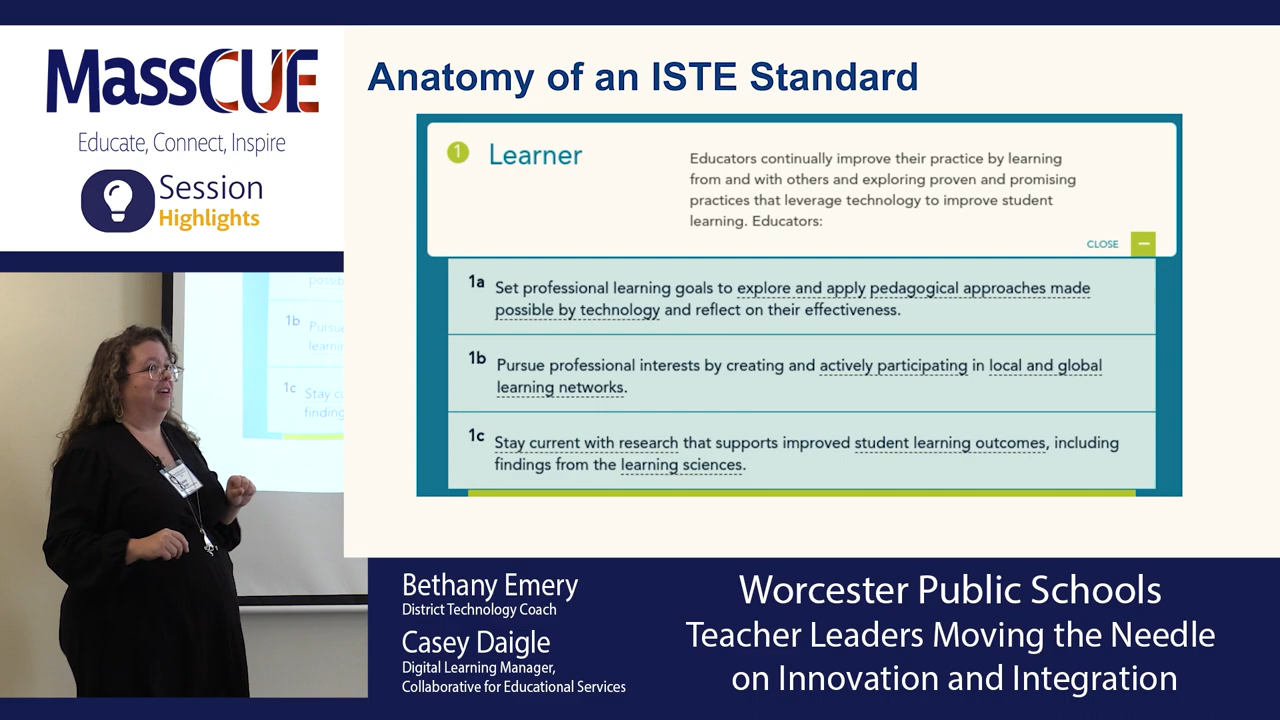 MassCUE
Educate, Connect, Inspire
Session
Highlights
Anatomy of an ISTE Standard
1 Learner
Educators continually improve their practice by learning
from and with others and exploring proven and promising
practices that leverage technology to improve student
learning. Educators:
CLOSE
1a Set professional learning goals to explore and apply pedagogical approaches made
possible by technology and reflect on their effectiveness.
1b Pursue professional interests by creating and actively participating in local and global
learning networks.
1c Stay current with research that supports improved student learning outcomes, including
findings from the learning sciences.
possib
1b Pursue
learnin
1c Stay cu
finding
Bethany Emery
District Technology Coach
Casey Daigle
Digital Learning Manager,
Collaborative for Educational Services
Worcester Public Schools
Teacher Leaders Moving the Needle
on Innovation and Integration